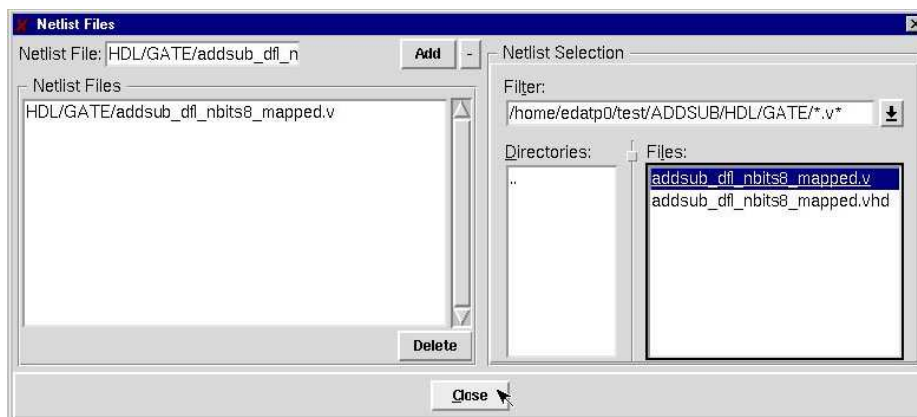 Netlist Files
Netlist File: HDL/GATE/addsub_dfl_n
Add
-
Netlist Files
HDL/GATE/addsub_dfl_nbits8_mapped.v
Delete
Netlist Selection
Filter:
/home/edatp0/test/ADDSUB/HDL/GATE/*.v*
Directories:
..
Files:
addsub_dfl_nbits8_mapped.v
addsub_dfl_nbits8_mapped.vhd
Close